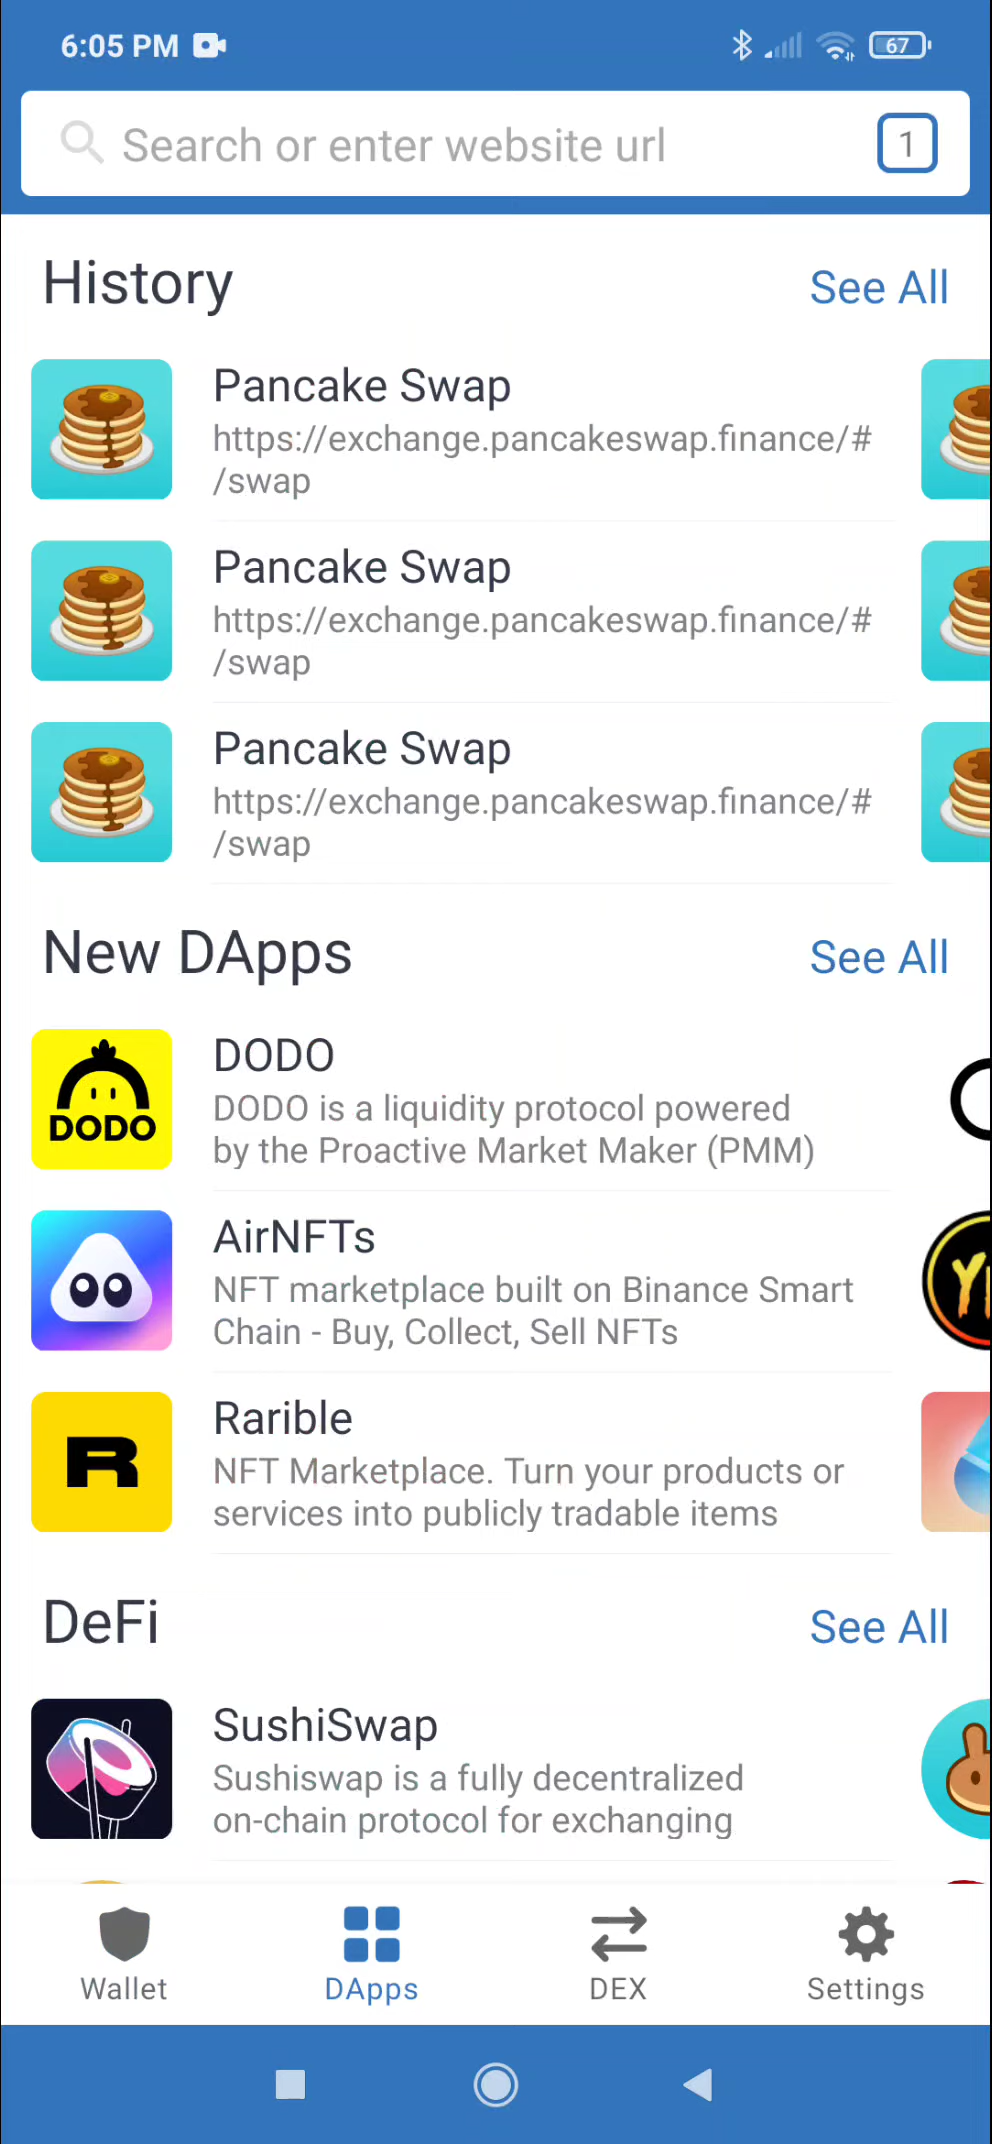 6:05 PM
67
Search or enter website url
1
History
See All
Pancake Swap
https://exchange.pancakeswap.finance/#
/swap
Pancake Swap
https://exchange.pancakeswap.finance/#
/swap
Pancake Swap
https://exchange.pancakeswap.finance/#
/swap
New DApps
See All
DODO
DODO
DODO is a liquidity protocol powered
by the Proactive Market Maker (PMM)
AirNFTs
NFT marketplace built on Binance Smart
Chain - Buy, Collect, Sell NFTs
R
Rarible
NFT Marketplace. Turn your products or
services into publicly tradable items
DeFi
See All
SushiSwap
Sushiswap is a fully decentralized
on-chain protocol for exchanging
Wallet
DApps
DEX
Settings